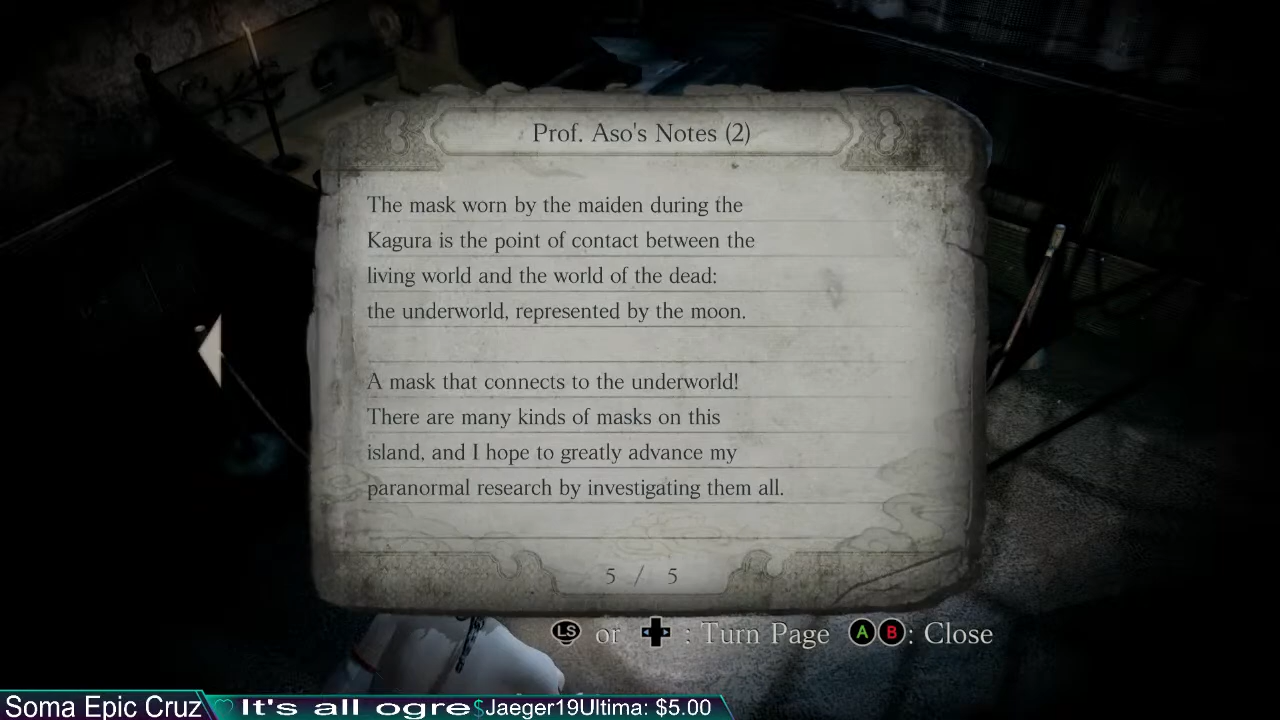 Prof. Aso's Notes (2)
The mask worn by the maiden during the
Kagura is the point of contact between the
living world and the world of the dead:
the underworld, represented by the moon.
A mask that connects to the underworld!
There are many kinds of masks on this
island, and I hope to greatly advance my
paranormal research by investigating them all.
5 / 5
LS or : Turn Page A B : Close
Soma Epic Cruz It's all ogre $ Jaeger19Ultima: $5.00